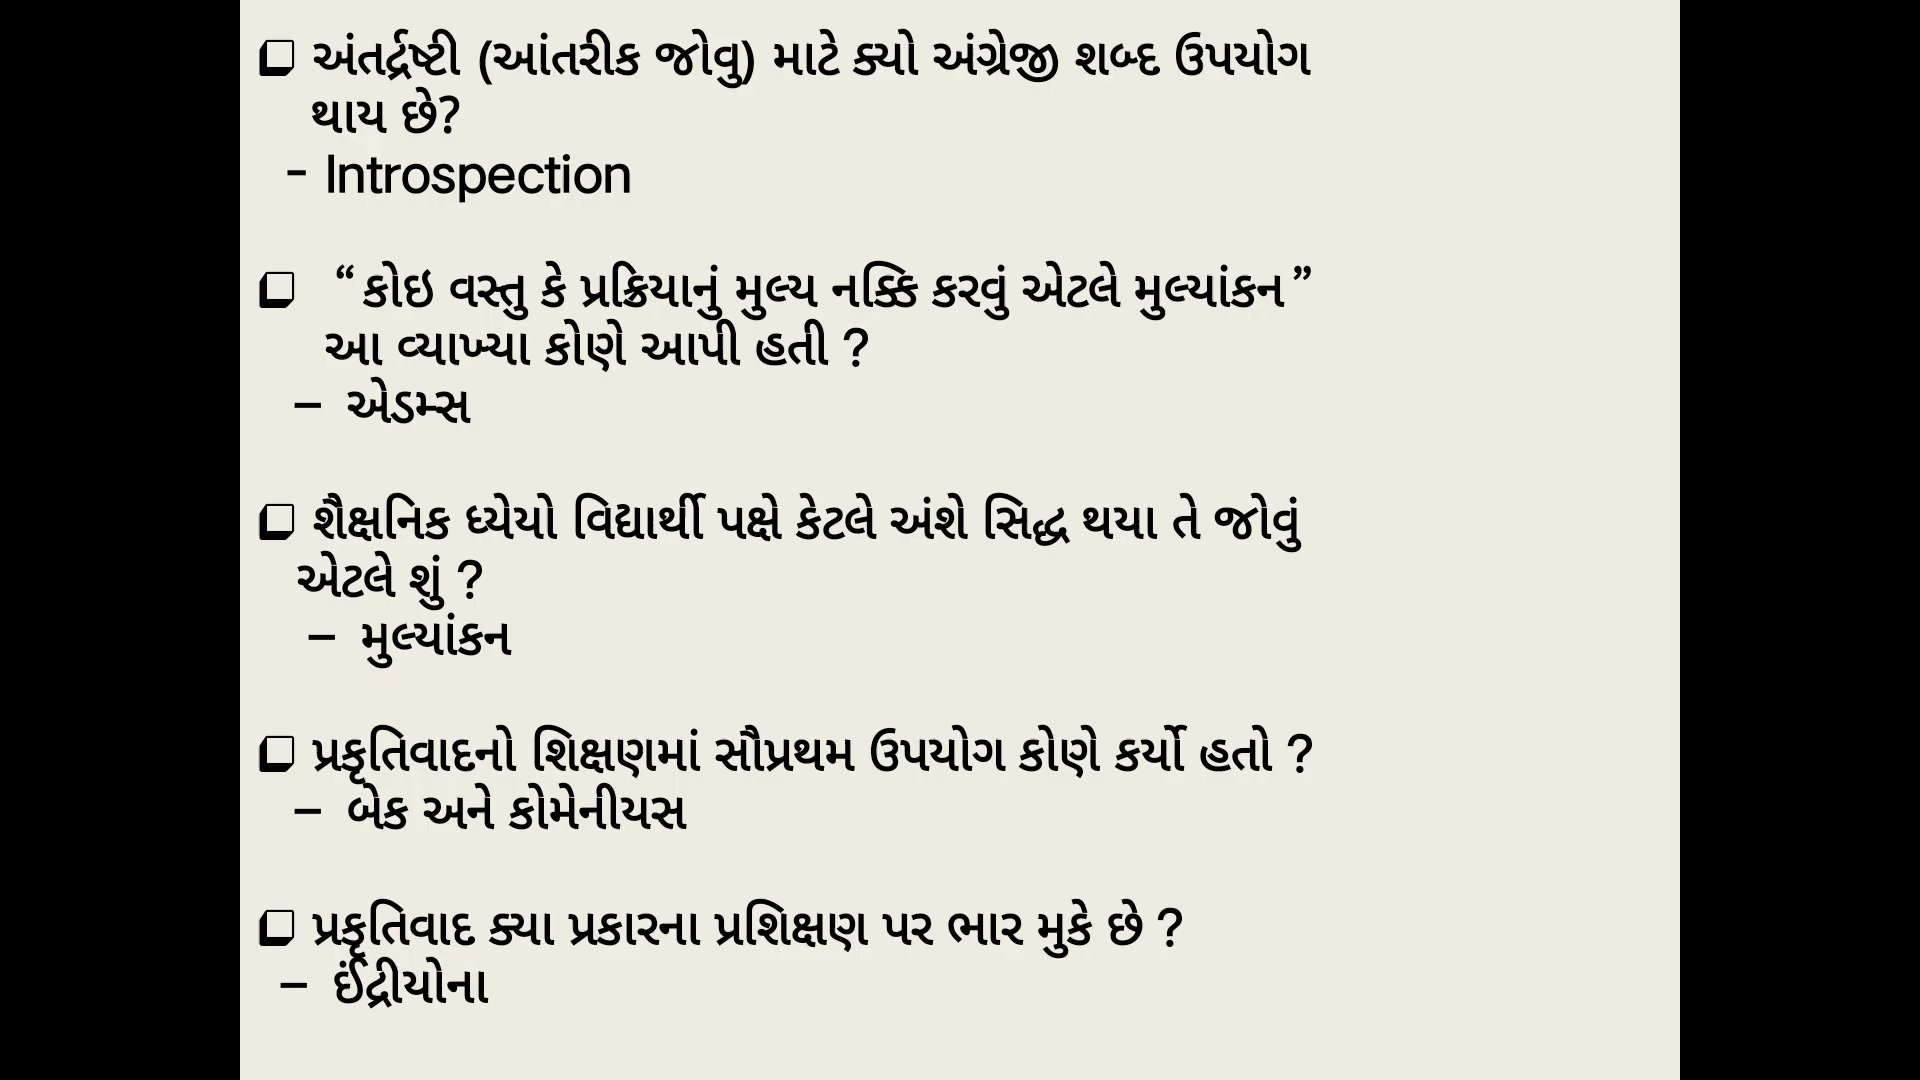 ❑ અંતર્દ્રષ્ટી (આંતરીક જોવુ) માટે ક્યો અંગ્રેજી શબ્દ ઉપયોગ
થાય છે?
- Introspection
❑ “ કોઇ વસ્તુ કે પ્રક્રિયાનું મુલ્ય નક્કિ કરવું એટલે મુલ્યાંકન ”
આ વ્યાખ્યા કોણે આપી હતી ?
– એડમ્સ
❑ શૈક્ષનિક ધ્યેયો વિદ્યાર્થી પક્ષે કેટલે અંશે સિદ્ધ થયા તે જોવું
એટલે શું ?
– મુલ્યાંકન
❑ પ્રકૃતિવાદનો શિક્ષણમાં સૌપ્રથમ ઉપયોગ કોણે કર્યો હતો ?
– બેક અને કોમેનીયસ
❑ પ્રકૃતિવાદ ક્યા પ્રકારના પ્રશિક્ષણ પર ભાર મુકે છે ?
– ઈંદ્રીયોના